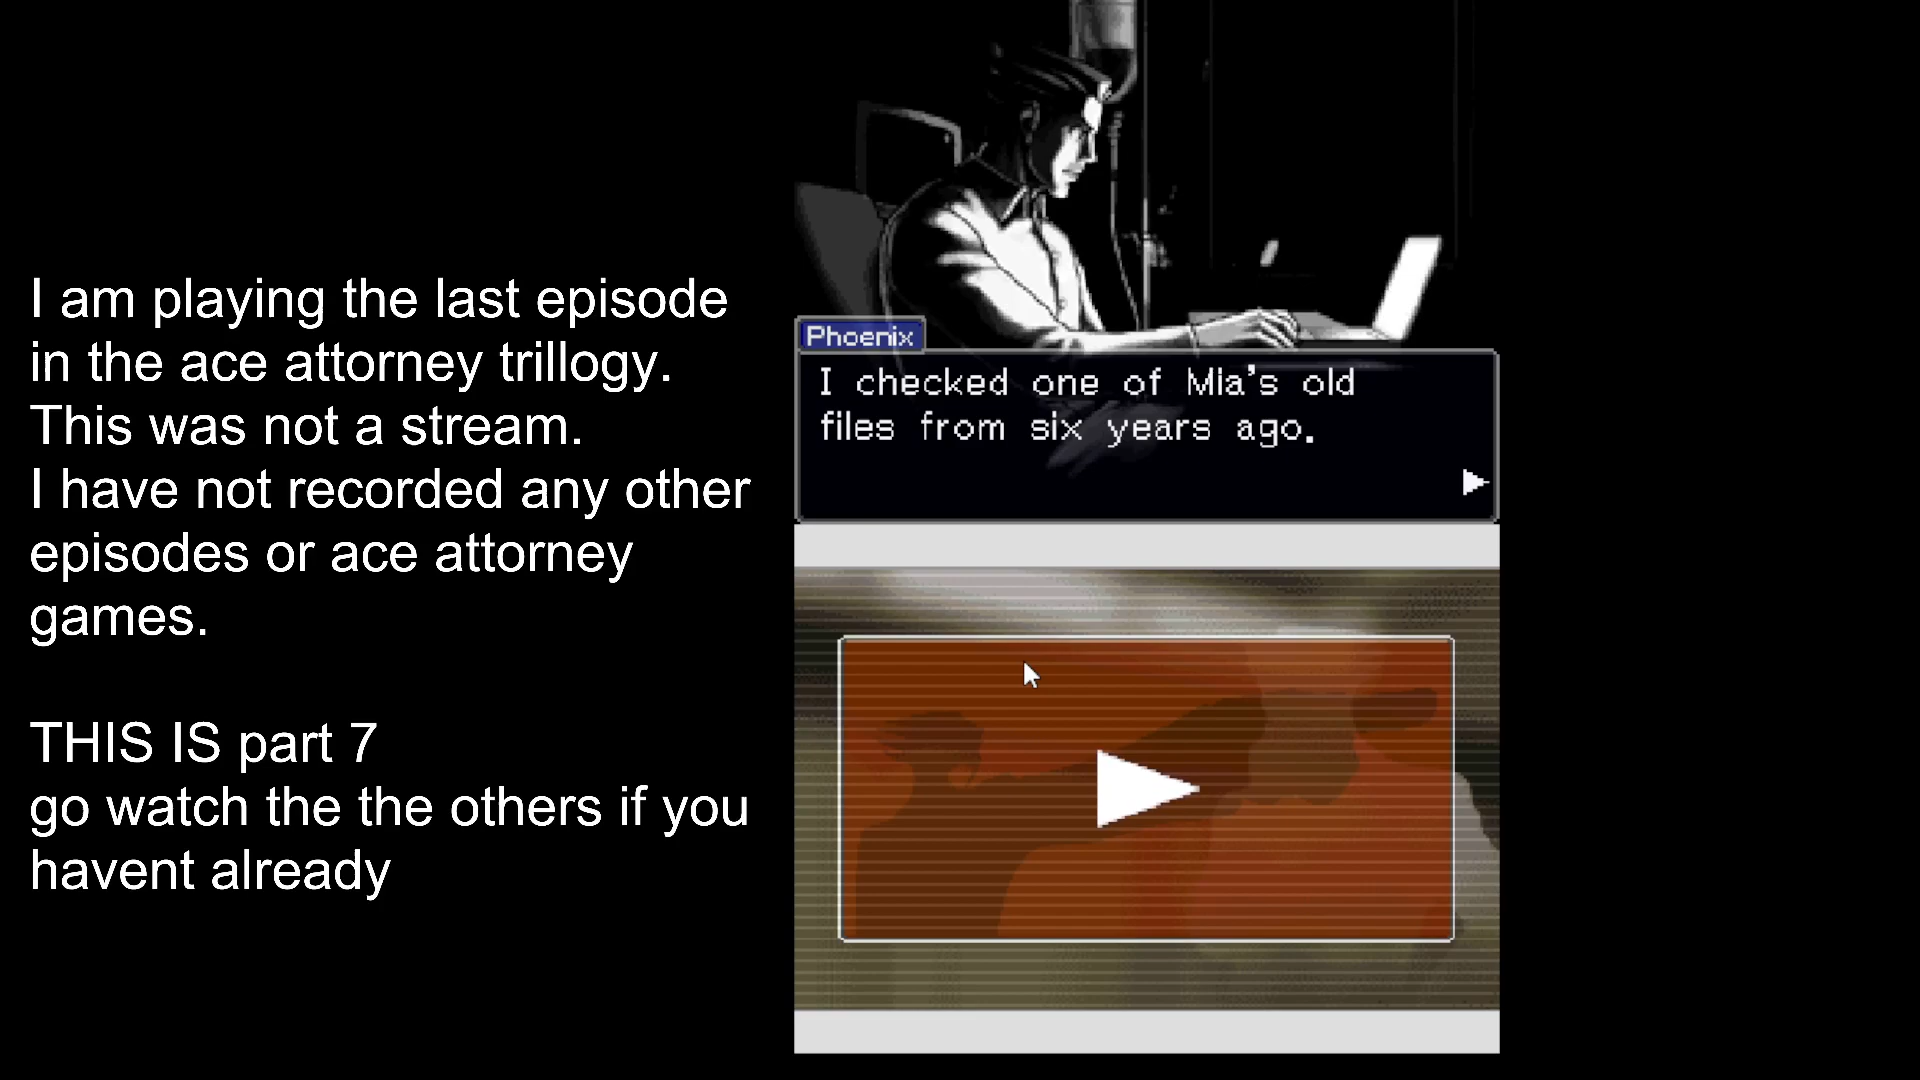 I am playing the last episode
in the ace attorney trillogy.
This was not a stream.
I have not recorded any other
episodes or ace attorney
games.
THIS IS part 7
go watch the the others if you
havent already
Phoenix
I checked one of Mia's old
files from six years ago.